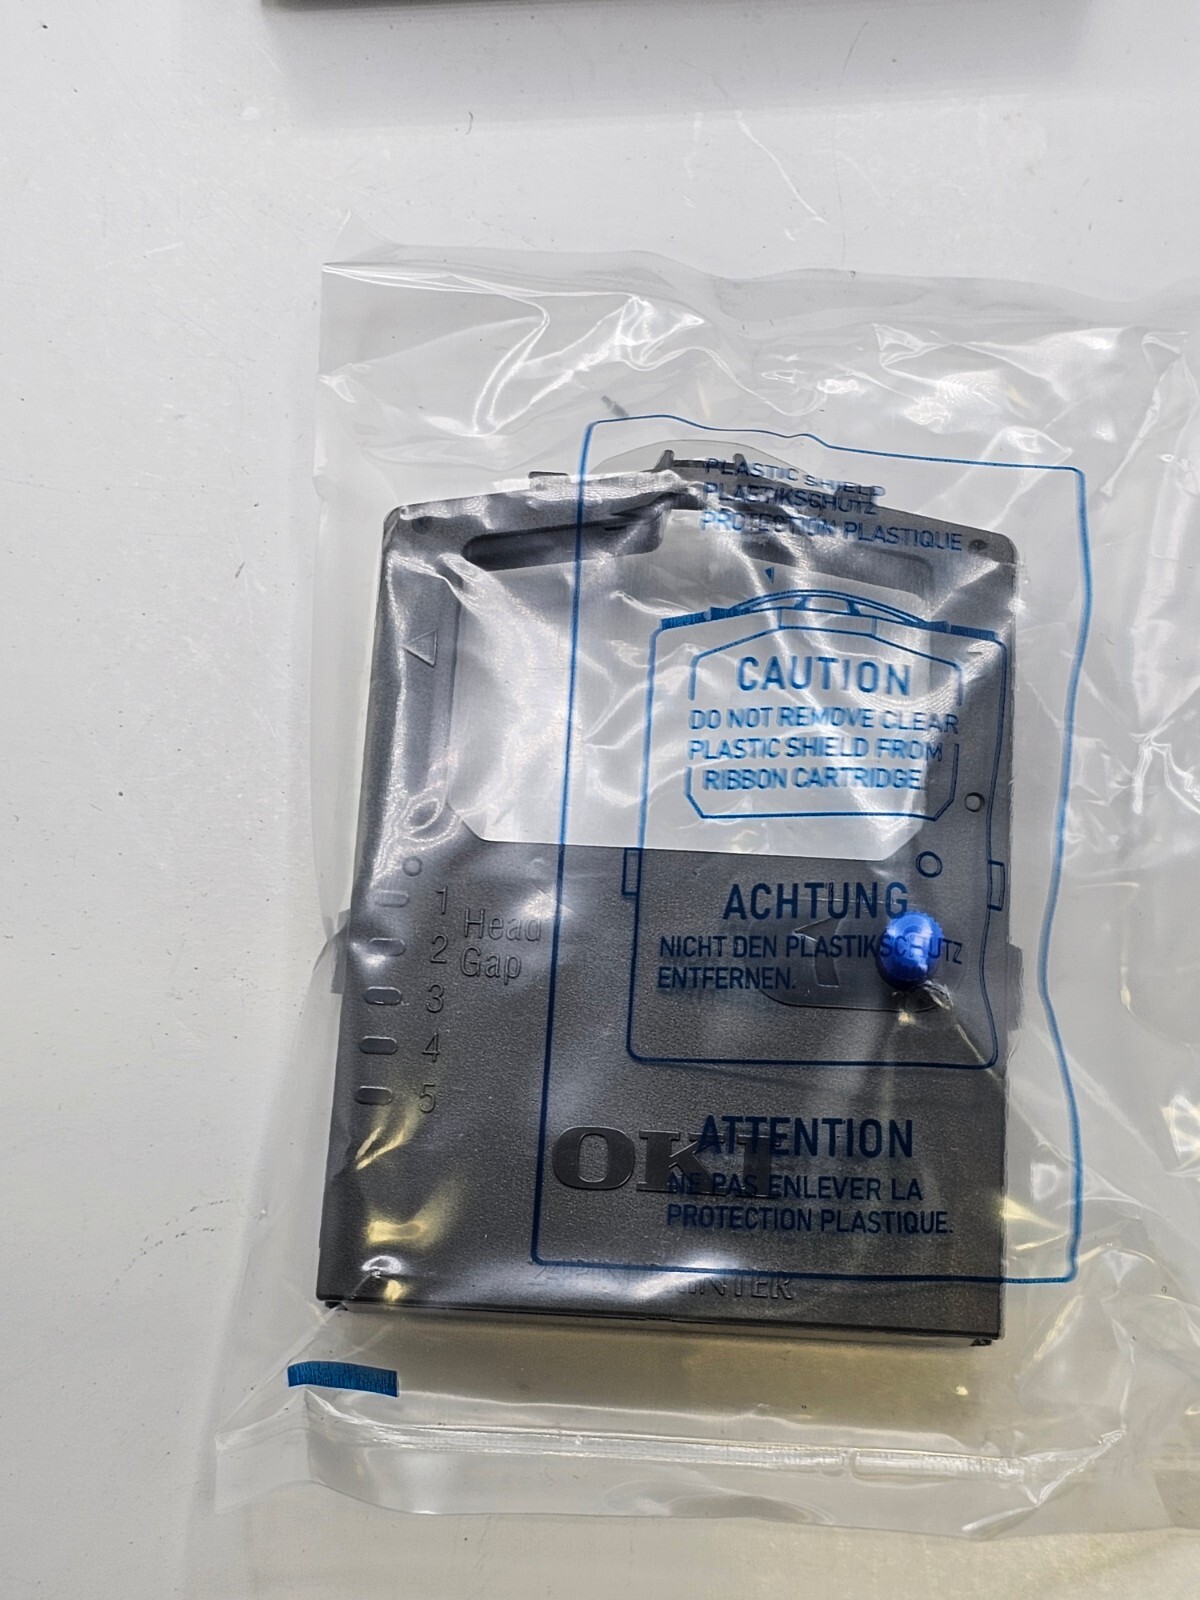 PLASTIC SHIELD
PLASTIKSCHUTZ
PROTECTION PLASTIQUE
CAUTION
DO NOT REMOVE CLEAR
PLASTIC SHIELD FROM
RIBBON CARTRIDGE.
ACHTUNG
NICHT DEN PLASTIKSCHUTZ
ENTFERNEN.
ATTENTION
NE PAS ENLEVER LA
PROTECTION PLASTIQUE.
1
Head
2
Gap
3
4
5
OKI